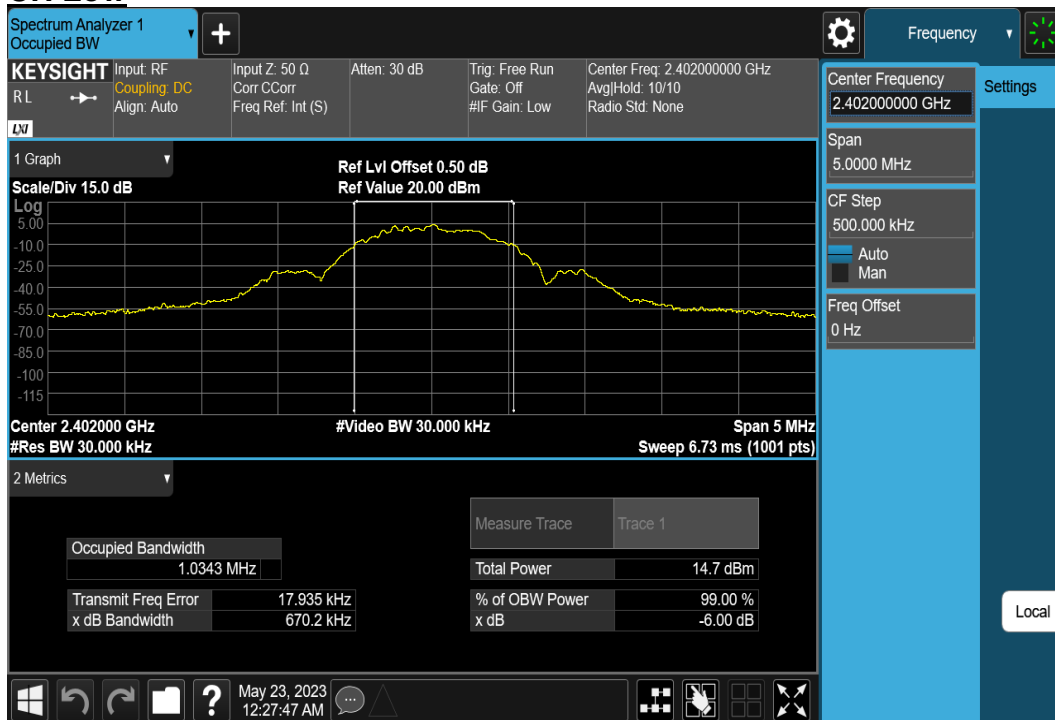 Spectrum Analyzer 1
Occupied BW
+
Frequency
KEYSIGHT
RL
LXI
Input: RF
Coupling: DC
Align: Auto
Input Z: 50 Ω
Corr CCorr
Freq Ref: Int (S)
Atten: 30 dB
Trig: Free Run
Gate: Off
#IF Gain: Low
Center Freq: 2.402000000 GHz
Avg|Hold: 10/10
Radio Std: None
Center Frequency
2.402000000 GHz
Settings
Span
5.0000 MHz
CF Step
500.000 kHz
Auto
Man
Freq Offset
0 Hz
Local
1 Graph
Scale/Div 15.0 dB
Ref Lvl Offset 0.50 dB
Ref Value 20.00 dBm
Log
5.00
-10.0
-25.0
-40.0
-55.0
-70.0
-85.0
-100
-115
Center 2.402000 GHz
#Video BW 30.000 kHz
Span 5 MHz
#Res BW 30.000 kHz
Sweep 6.73 ms (1001 pts)
2 Metrics
Measure Trace
Trace 1
Occupied Bandwidth
1.0343 MHz
Total Power
14.7 dBm
Transmit Freq Error
17.935 kHz
% of OBW Power
99.00 %
x dB Bandwidth
670.2 kHz
x dB
-6.00 dB
?
May 23, 2023
12:27:47 AM